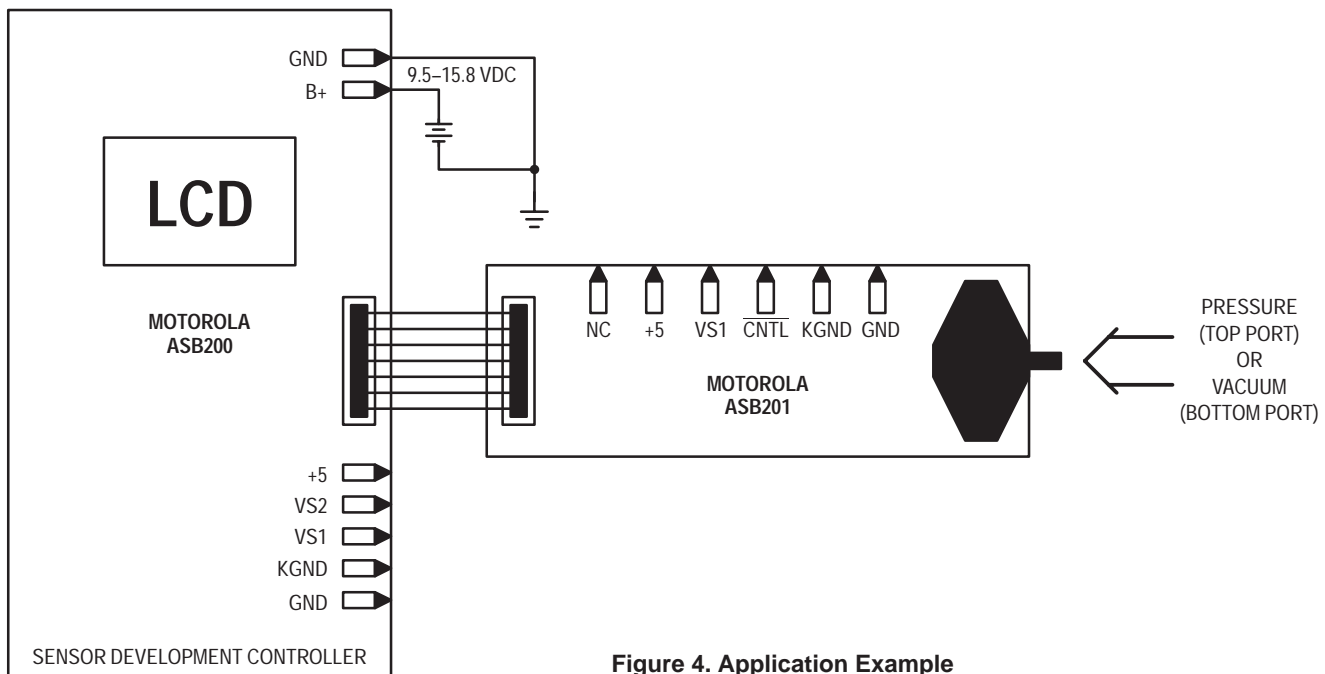 GND
9.5–15.8 VDC
B+
LCD
MOTOROLA
ASB200
NC +5 VS1 CNTL KGND GND
MOTOROLA
ASB201
PRESSURE
(TOP PORT)
OR
VACUUM
(BOTTOM PORT)
+5
VS2
VS1
KGND
GND
SENSOR DEVELOPMENT CONTROLLER
Figure 4. Application Example